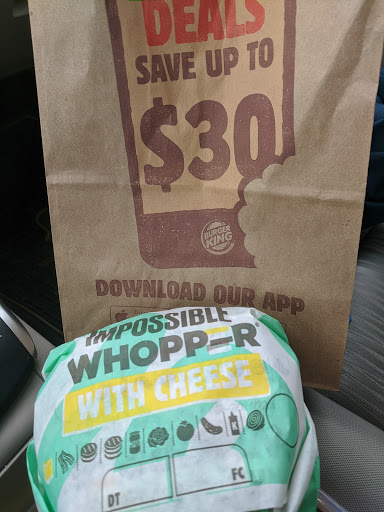 DEALS
SAVE UP TO
$30
BURGER
KING
DOWNLOAD OUR APP
IMPOSSIBLE
WHOPPER
WITH CHEESE
DT
FC